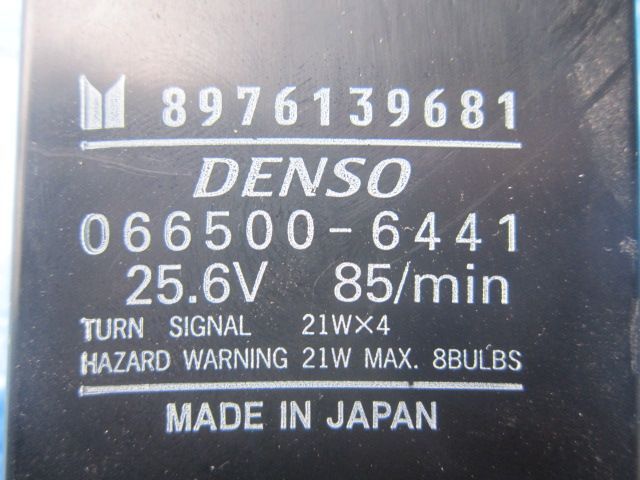 8976139681
DENSO
066500-6441
25.6V 85/min
TURN SIGNAL 21W×4
HAZARD WARNING 21W MAX. 8BULBS
MADE IN JAPAN